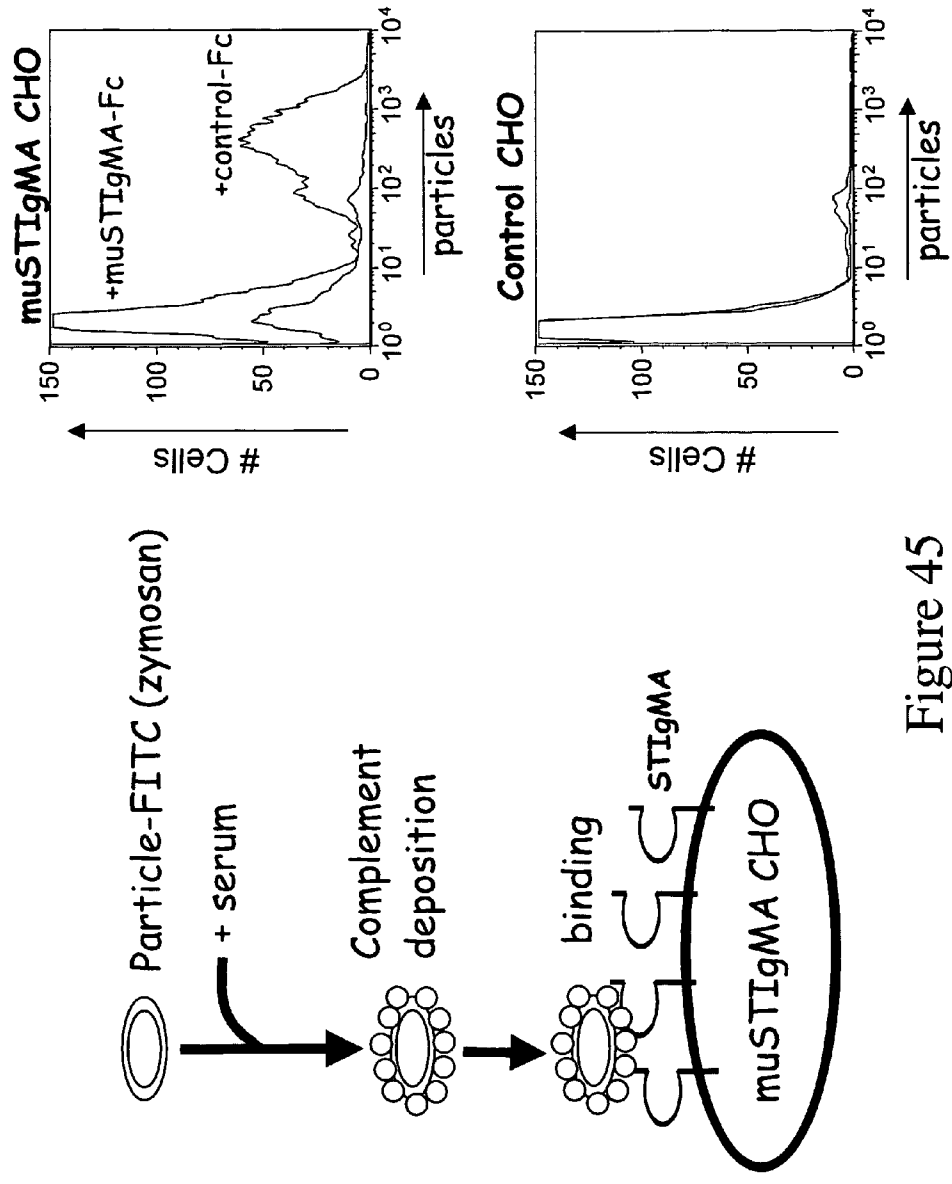 Particle-FITC (zymosan)
+ serum
Complement
deposition
binding
STIgMA
muSTIgMA CHO
muSTIgMA CHO
+muSTIgMA-Fc
+control-Fc
# Cells
150
100
50
0
10^0 10^1 10^2 10^3 10^4
particles
Control CHO
# Cells
150
100
50
0
10^0 10^1 10^2 10^3 10^4
particles
Figure 45